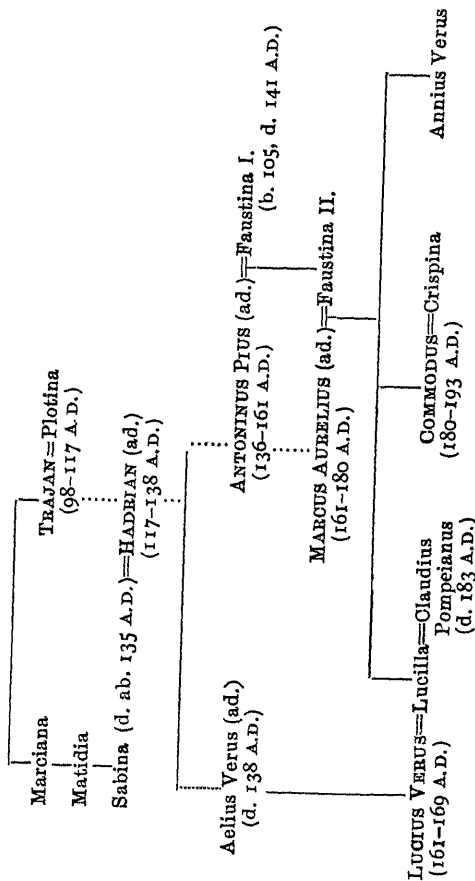 Marciana
TRAJAN=Plotina
(98–117 A.D.)
Matidia
Sabina (d. ab. 135 A.D.)=HADRIAN (ad.)
(117–138 A.D.)
Aelius Verus (ad.)
(d. 138 A.D.)
ANTONINUS PIUS (ad.)=Faustina I.
(136–161 A.D.)
(b. 105, d. 141 A.D.)
MARCUS AURELIUS (ad.)=Faustina II.
(161–180 A.D.)
LUCIUS VERUS=Lucilla=Claudius
(161–169 A.D.)
Pompeianus
(d. 183 A.D.)
COMMODUS=Crispina
(180–193 A.D.)
Annius Verus